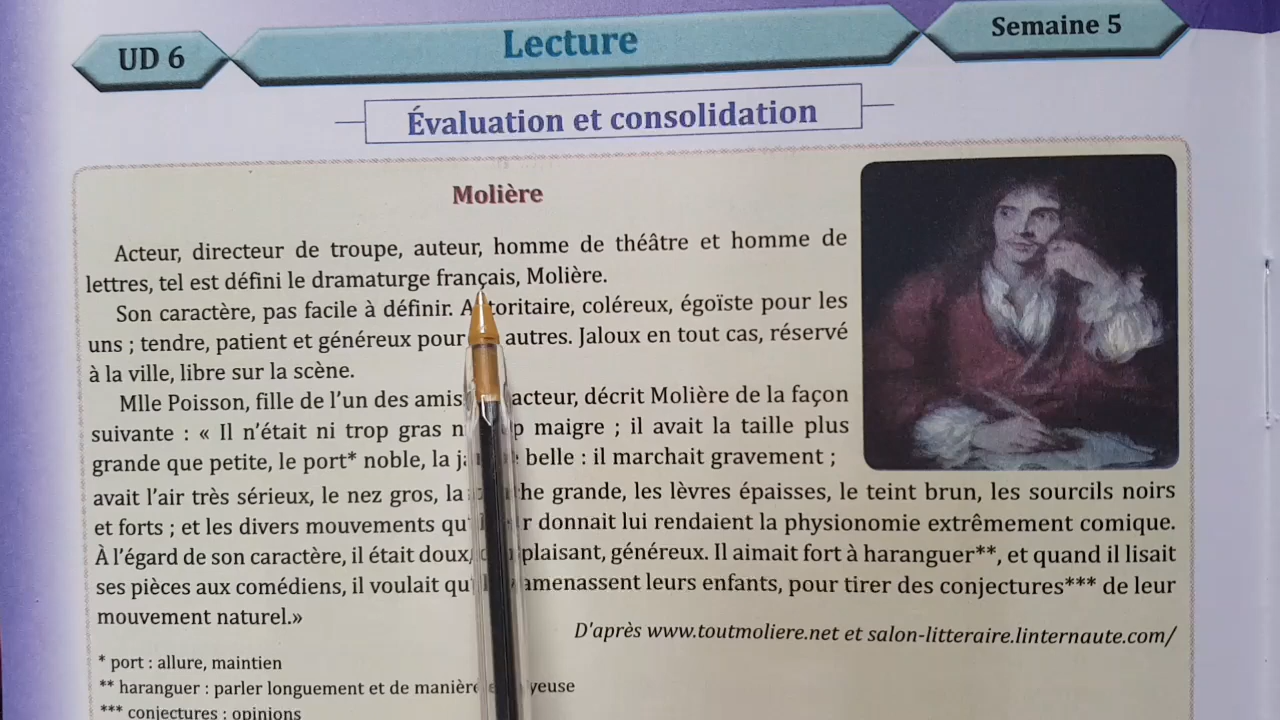 UD 6
Lecture
Semaine 5
Évaluation et consolidation
Molière
Acteur, directeur de troupe, auteur, homme de théâtre et homme de
lettres, tel est défini le dramaturge français, Molière.
Son caractère, pas facile à définir. Autoritaire, coléreux, égoïste pour les
uns ; tendre, patient et généreux pour autres. Jaloux en tout cas, réservé
à la ville, libre sur la scène.
Mlle Poisson, fille de l'un des amis acteur, décrit Molière de la façon
suivante : « Il n'était ni trop gras maigre ; il avait la taille plus
grande que petite, le port* noble, la belle : il marchait gravement ;
avait l'air très sérieux, le nez gros, la grande, les lèvres épaisses, le teint brun, les sourcils noirs
et forts ; et les divers mouvements donnait lui rendaient la physionomie extrêmement comique.
À l'égard de son caractère, il était doux, généreux. Il aimait fort à haranguer**, et quand il lisait
ses pièces aux comédiens, il voulait amenassent leurs enfants, pour tirer des conjectures*** de leur
mouvement naturel.»
D'après www.toutmoliere.net et salon-litteraire.linternaute.com/
* port : allure, maintien
** haranguer : parler longuement et de manière
*** conjectures : opinions